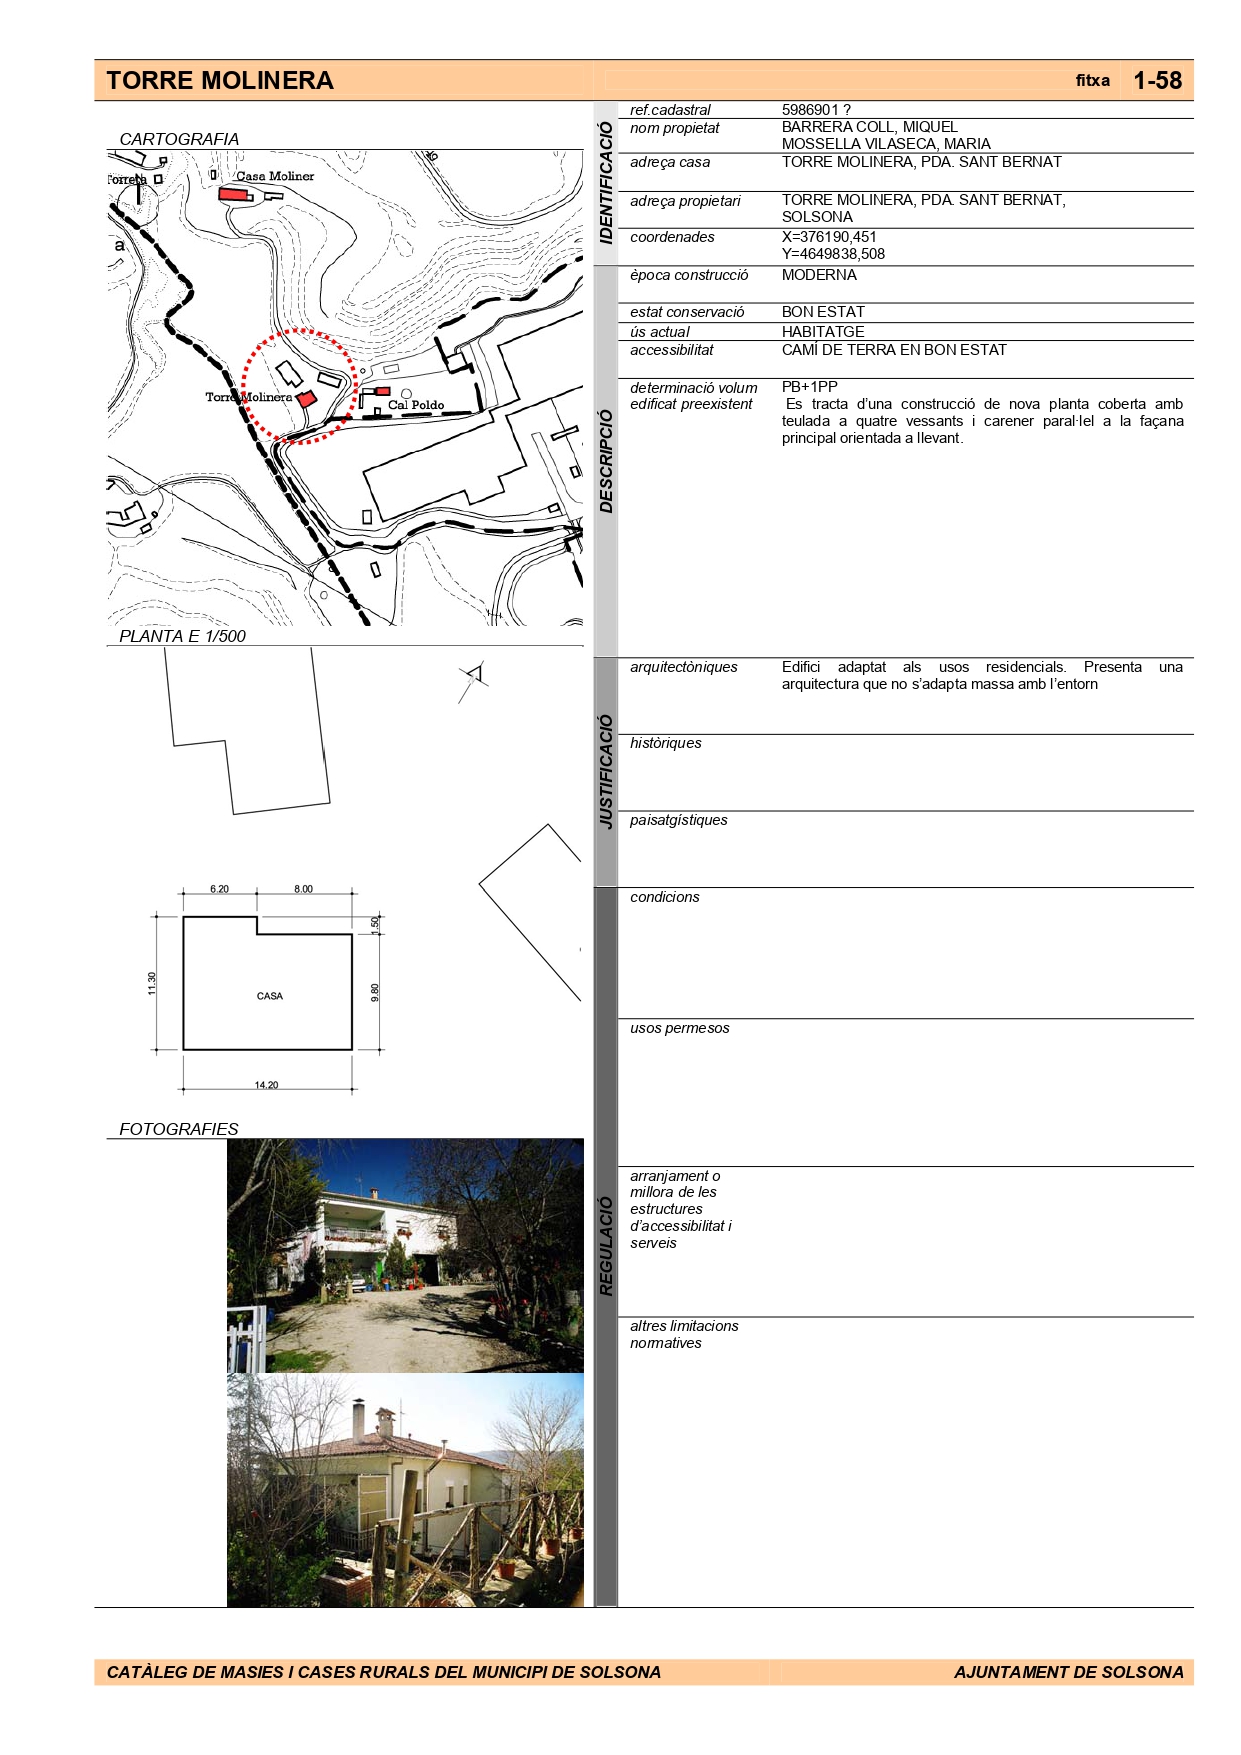 TORRE MOLINERA
fitxa 1-58
CARTOGRAFIA
Torreta
Casa Moliner
a
Torre Molinera
Cal Poldo
PLANTA E 1/500
6.20
8.00
1.50
11.30
9.80
CASA
14.20
FOTOGRAFIES
IDENTIFICACIÓ
ref.cadastral 5986901 ?
nom propietat BARRERA COLL, MIQUEL
MOSSELLA VILASECA, MARIA
adreça casa TORRE MOLINERA, PDA. SANT BERNAT
adreça propietari TORRE MOLINERA, PDA. SANT BERNAT,
SOLSONA
coordenades X=376190,451
Y=4649838,508
DESCRIPCIÓ
època construcció MODERNA
estat conservació BON ESTAT
ús actual HABITATGE
accessibilitat CAMÍ DE TERRA EN BON ESTAT
determinació volum PB+1PP
edificat preexistent Es tracta d’una construcció de nova planta coberta amb
teulada a quatre vessants i carener paral·lel a la façana
principal orientada a llevant.
JUSTIFICACIÓ
arquitectòniques Edifici adaptat als usos residencials. Presenta una
arquitectura que no s’adapta massa amb l’entorn
històriques
paisatgístiques
REGULACIÓ
condicions
usos permesos
arranjament o
millora de les
estructures
d’accessibilitat i
serveis
altres limitacions
normatives
CATÀLEG DE MASIES I CASES RURALS DEL MUNICIPI DE SOLSONA
AJUNTAMENT DE SOLSONA